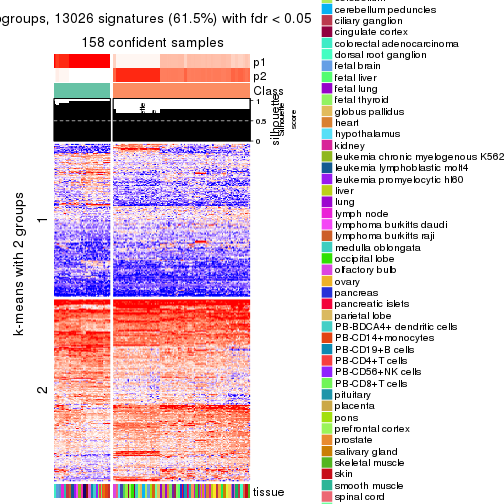 ogroups, 13026 signatures (61.5%) with fdr < 0.05
158 confident samples
p1
p2
Class
1
0.5
0
silhouette
score
k-means with 2 groups
1
2
tissue
cerebellum peduncles
ciliary ganglion
cingulate cortex
colorectal adenocarcinoma
dorsal root ganglion
fetal brain
fetal liver
fetal lung
fetal thyroid
globus pallidus
heart
hypothalamus
kidney
leukemia chronic myelogenous K562
leukemia lymphoblastic molt4
leukemia promyelocytic hl60
liver
lung
lymph node
lymphoma burkitts daudi
lymphoma burkitts raji
medulla oblongata
occipital lobe
olfactory bulb
ovary
pancreas
pancreatic islets
parietal lobe
PB-BDCA4+ dendritic cells
PB-CD14+monocytes
PB-CD19+B cells
PB-CD4+T cells
PB-CD56+NK cells
PB-CD8+T cells
pituitary
placenta
pons
prefrontal cortex
prostate
salivary gland
skeletal muscle
skin
smooth muscle
spinal cord